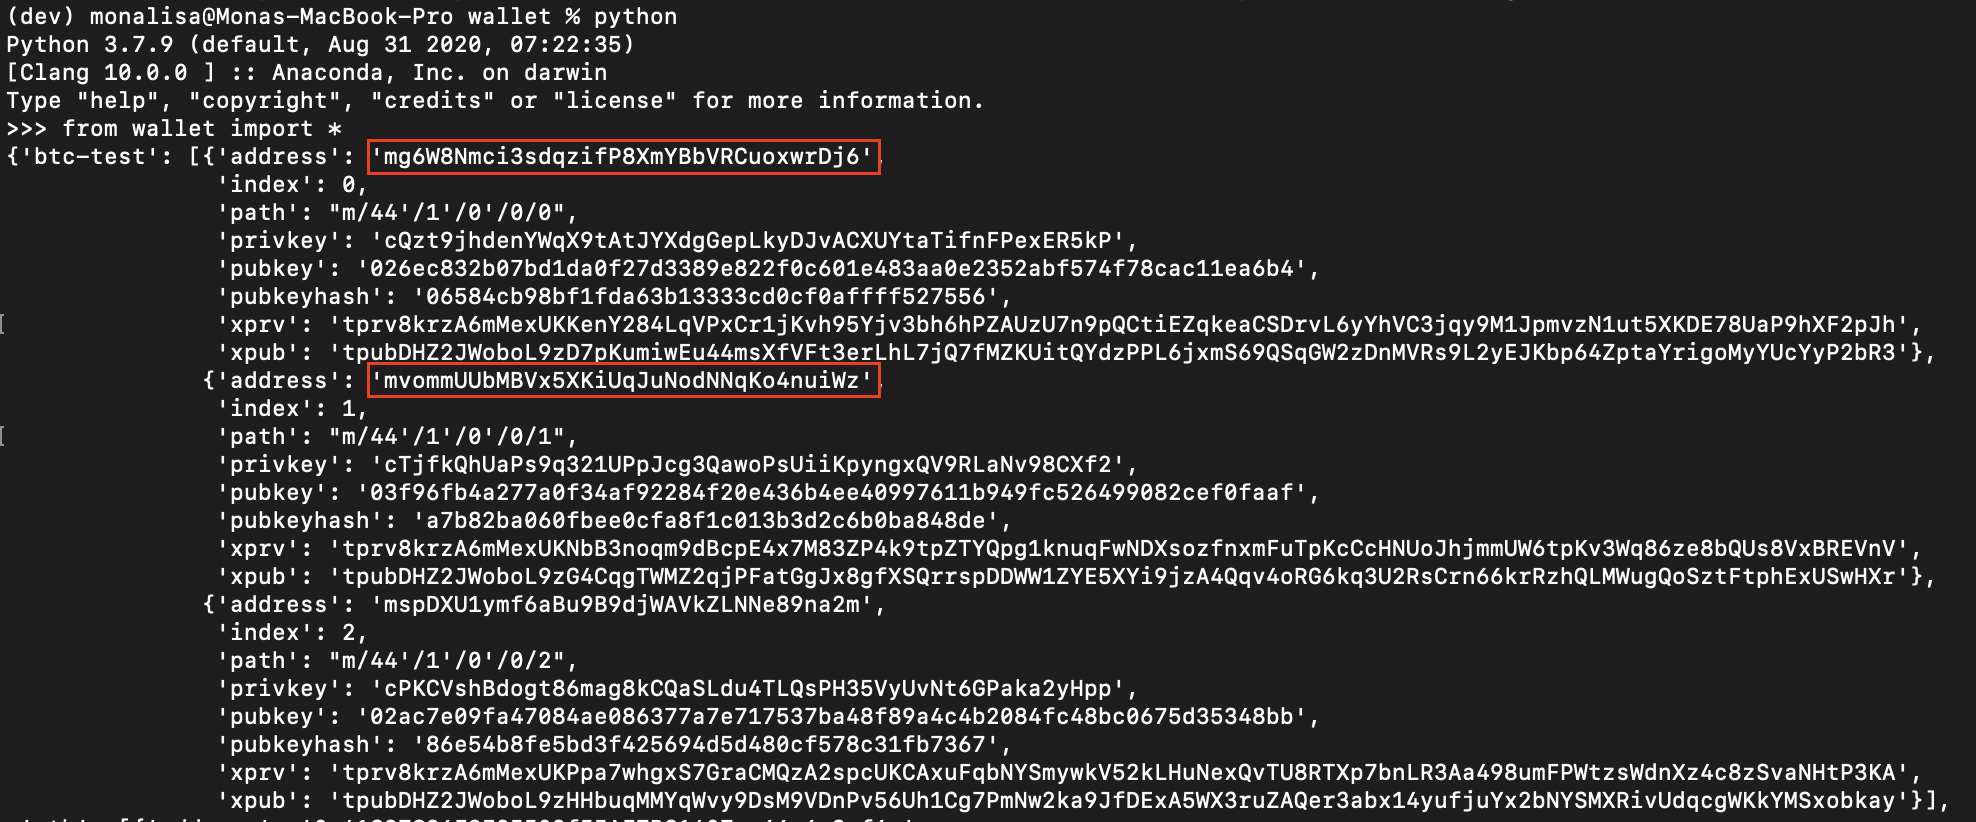 (dev) monalisa@Monas-MacBook-Pro wallet % python
Python 3.7.9 (default, Aug 31 2020, 07:22:35)
[Clang 10.0.0 ] :: Anaconda, Inc. on darwin
Type "help", "copyright", "credits" or "license" for more information.
>>> from wallet import *
{'btc-test': [{'address': 'mg6W8Nmci3sdqzifP8XmYBbVRCuoxwrDj6',
'index': 0,
'path': "m/44'/1'/0'/0/0",
'privkey': 'cQzt9jhdenYWqX9tAtJYXdgGepLkyDJvACXUYtaTifnFPexER5kP',
'pubkey': '026ec832b07bd1da0f27d3389e822f0c601e483aa0e2352abf574f78cac11ea6b4',
'pubkeyhash': '06584cb98bf1fda63b13333cd0cf0affff527556',
'xprv': 'tprv8krzA6mMexUKKenY284LqVPxCr1jKvh95Yjv3bh6hPZAUzU7n9pQCtiEZqkeaCSDrvL6yYhVC3jqy9M1JpmvzN1ut5XKDE78UaP9hXF2pJh',
'xpub': 'tpubDHZ2JWoboL9zD7pKumiwEu44msXfVFt3erLhL7jQ7fMZKUitQYdzPPL6jxmS69QSqGW2zDnMVRs9L2yEJKbp64ZptaYrigoMyYUcYyP2bR3'},
{'address': 'mvommUUbMBVx5XKiUqJuNodNNqKo4nuiWz',
'index': 1,
'path': "m/44'/1'/0'/0/1",
'privkey': 'cTjfkQhUaPs9q321UPpJcg3QawoPsUiiKpyngxQV9RLaNv98CXf2',
'pubkey': '03f96fb4a277a0f34af92284f20e436b4ee40997611b949fc526499082cef0faaf',
'pubkeyhash': 'a7b82ba060fbee0cfa8f1c013b3d2c6b0ba848de',
'xprv': 'tprv8krzA6mMexUKNbB3noqm9dBcpE4x7M83ZP4k9tpZTYQpg1knuqFwNDXsozfnxmFuTpKcCcHNUoJhjmmUW6tpKv3Wq86ze8bQUs8VxBREVnV',
'xpub': 'tpubDHZ2JWoboL9zG4CqgTWMZ2qjPFatGgJx8gfXSQrrspDDWW1ZYE5XYi9jzA4Qqv4oRG6kq3U2RsCrn66krRzhQLMWugQoSztFtphExUSwHXr'},
{'address': 'mspDXU1ymf6aBu9B9djWAVkZLNNe89na2m',
'index': 2,
'path': "m/44'/1'/0'/0/2",
'privkey': 'cPKCVshBdogt86mag8kCQaSLdu4TLQsPH35VyUvNt6GPaka2yHpp',
'pubkey': '02ac7e09fa47084ae086377a7e717537ba48f89a4c4b2084fc48bc0675d35348bb',
'pubkeyhash': '86e54b8fe5bd3f425694d5d480cf578c31fb7367',
'xprv': 'tprv8krzA6mMexUKPpa7whgxS7GraCMQzA2spcUKCAxuFqbNYSmywkV52kLHuNexQvTU8RTXp7bnLR3Aa498umFPWtzsWdnXz4c8zSvaNHtP3KA',
'xpub': 'tpubDHZ2JWoboL9zHHbuqMMYqWvy9DsM9VDnPv56Uh1Cg7PmNw2ka9JfDExA5WX3ruZAQer3abx14yufjuYx2bNYSMXRivUdqcgWKkYMSxobkay'}],